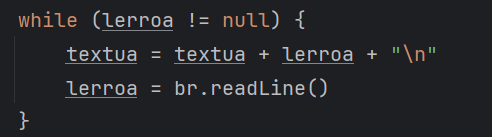 while (lerroa != null) {
    textua = textua + lerroa + "\n"
    lerroa = br.readLine()
}